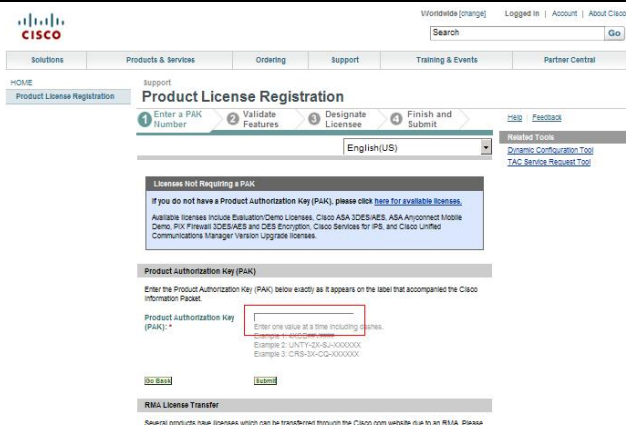 Worldwide [change] Logged In | Account | About Cisco
CISCO
Search Go
Solutions Products & Services Ordering Support Training & Events Partner Central
HOME
Product License Registration
Support
Product License Registration
1 Enter a PAK Number 2 Validate Features 3 Designate Licensee 4 Finish and Submit
Help | Feedback
Related Tools
Dynamic Configuration Tool
TAC Service Request Tool
English(US)
Licenses Not Requiring a PAK
If you do not have a Product Authorization Key (PAK), please click here for available licenses.
Available licenses include Evaluation/Demo Licenses, Cisco ASA 3DES/AES, ASA Anyconnect Mobile
Demo, PIX Firewall 3DES/AES and DES Encryption, Cisco Services for IPS, and Cisco Unified
Communications Manager Version Upgrade licenses.
Product Authorization Key (PAK)
Enter the Product Authorization Key (PAK) below exactly as it appears on the label that accompanied the Cisco
Information Packet.
Product Authorization Key
(PAK): *
Enter one value at a time including dashes.
Example 1:
Example 2: UNTY-2X-SJ-XXXXXX
Example 3: CRS-3X-CQ-XXXXXX
Go Back Submit
RMA License Transfer
Several products have licenses which can be transferred through the Cisco.com website due to an RMA. Please